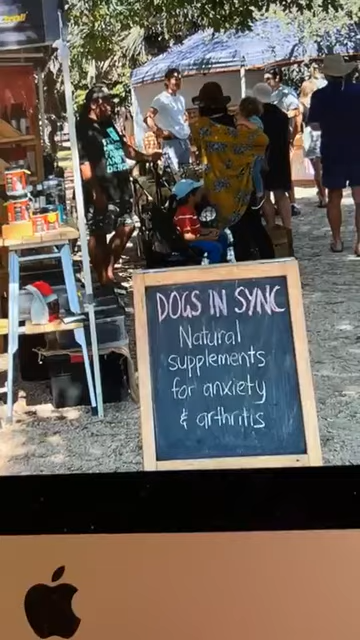 DOGS IN SYNC
Natural
supplements
for anxiety
& arthritis